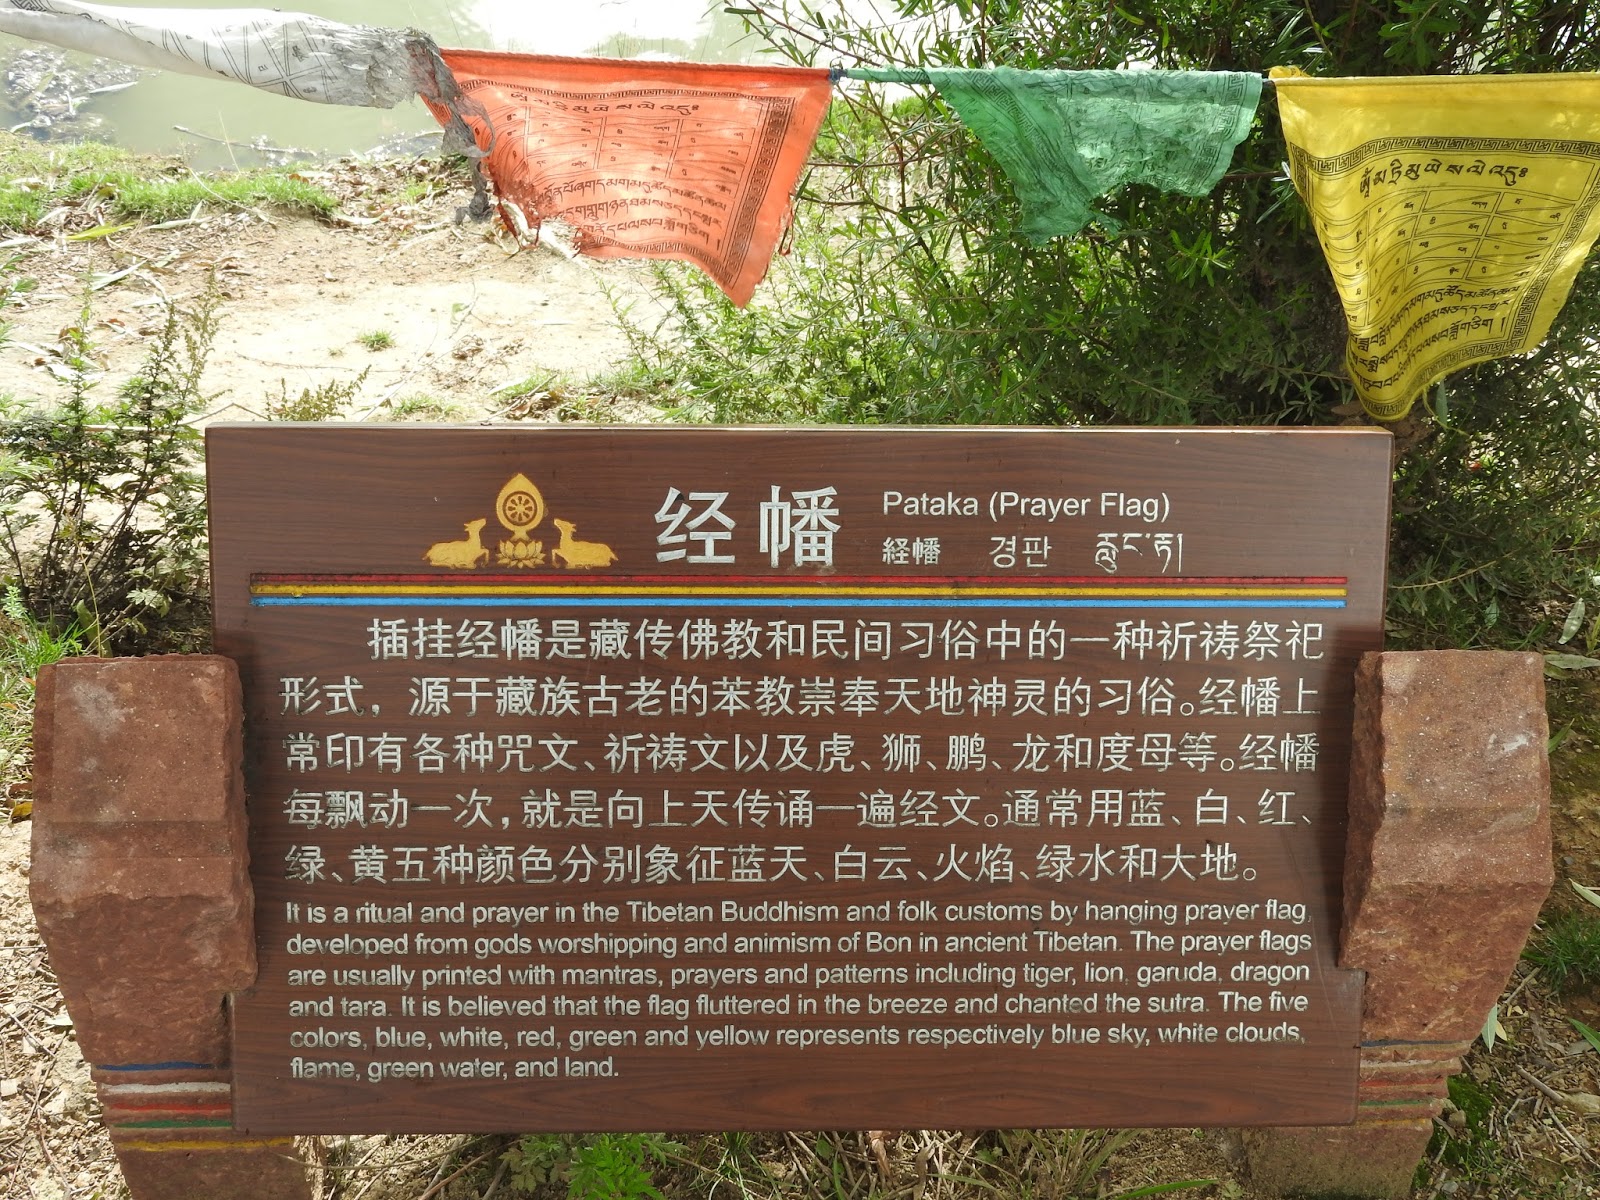 ཨོཾ་མ་ཏྲི་མུ་ཡེ་ས་ལེ་འདུ༔
ཨོཾ་མ་ཏྲི་མུ་ཡེ་ས་ལེ་འདུ༔
经幡
Pataka (Prayer Flag)
経幡 경판 རླུང་རྟ།
插挂经幡是藏传佛教和民间习俗中的一种祈祷祭祀
形式，源于藏族古老的苯教崇奉天地神灵的习俗。经幡上
常印有各种咒文、祈祷文以及虎、狮、鹏、龙和度母等。经幡
每飘动一次，就是向上天传诵一遍经文。通常用蓝、白、红、
绿、黄五种颜色分别象征蓝天、白云、火焰、绿水和大地。
It is a ritual and prayer in the Tibetan Buddhism and folk customs by hanging prayer flag,
developed from gods worshipping and animism of Bon in ancient Tibetan. The prayer flags
are usually printed with mantras, prayers and patterns including tiger, lion, garuda, dragon
and tara. It is believed that the flag fluttered in the breeze and chanted the sutra. The five
colors, blue, white, red, green and yellow represents respectively blue sky, white clouds,
flame, green water, and land.